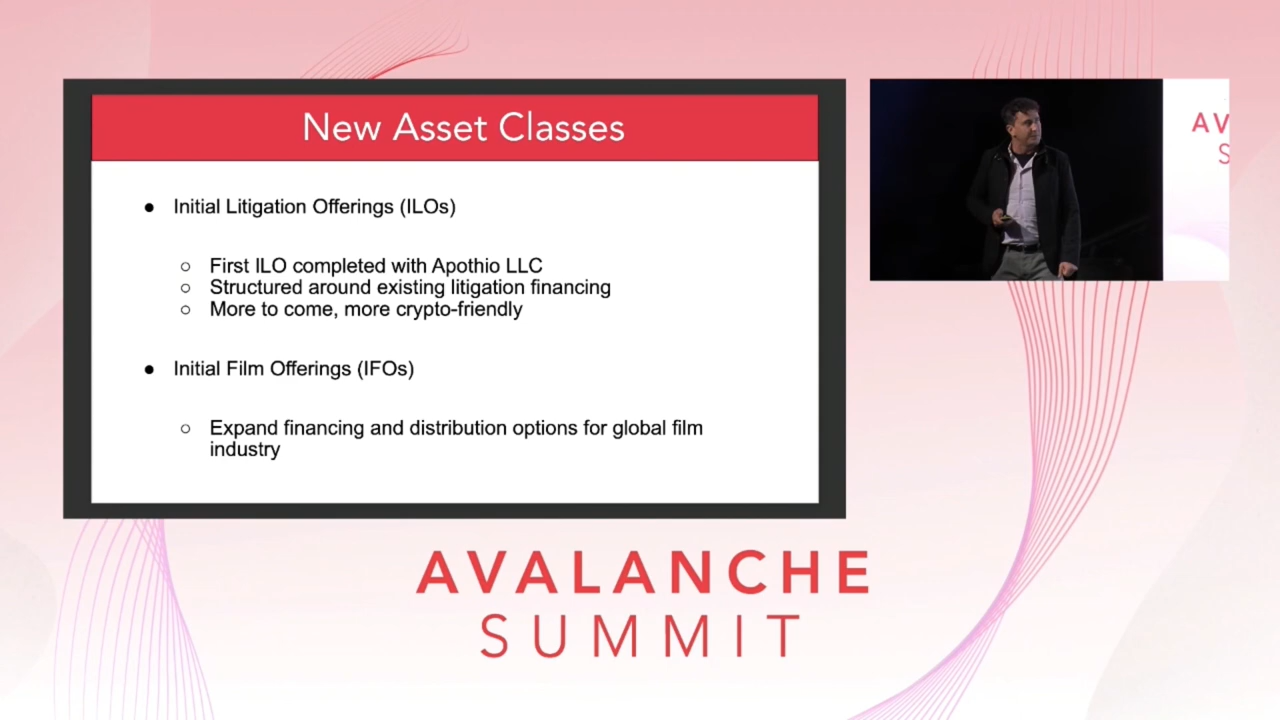 New Asset Classes
● Initial Litigation Offerings (ILOs)
○ First ILO completed with Apothio LLC
○ Structured around existing litigation financing
○ More to come, more crypto-friendly
● Initial Film Offerings (IFOs)
○ Expand financing and distribution options for global film
industry
AV
S
AVALANCHE
SUMMIT